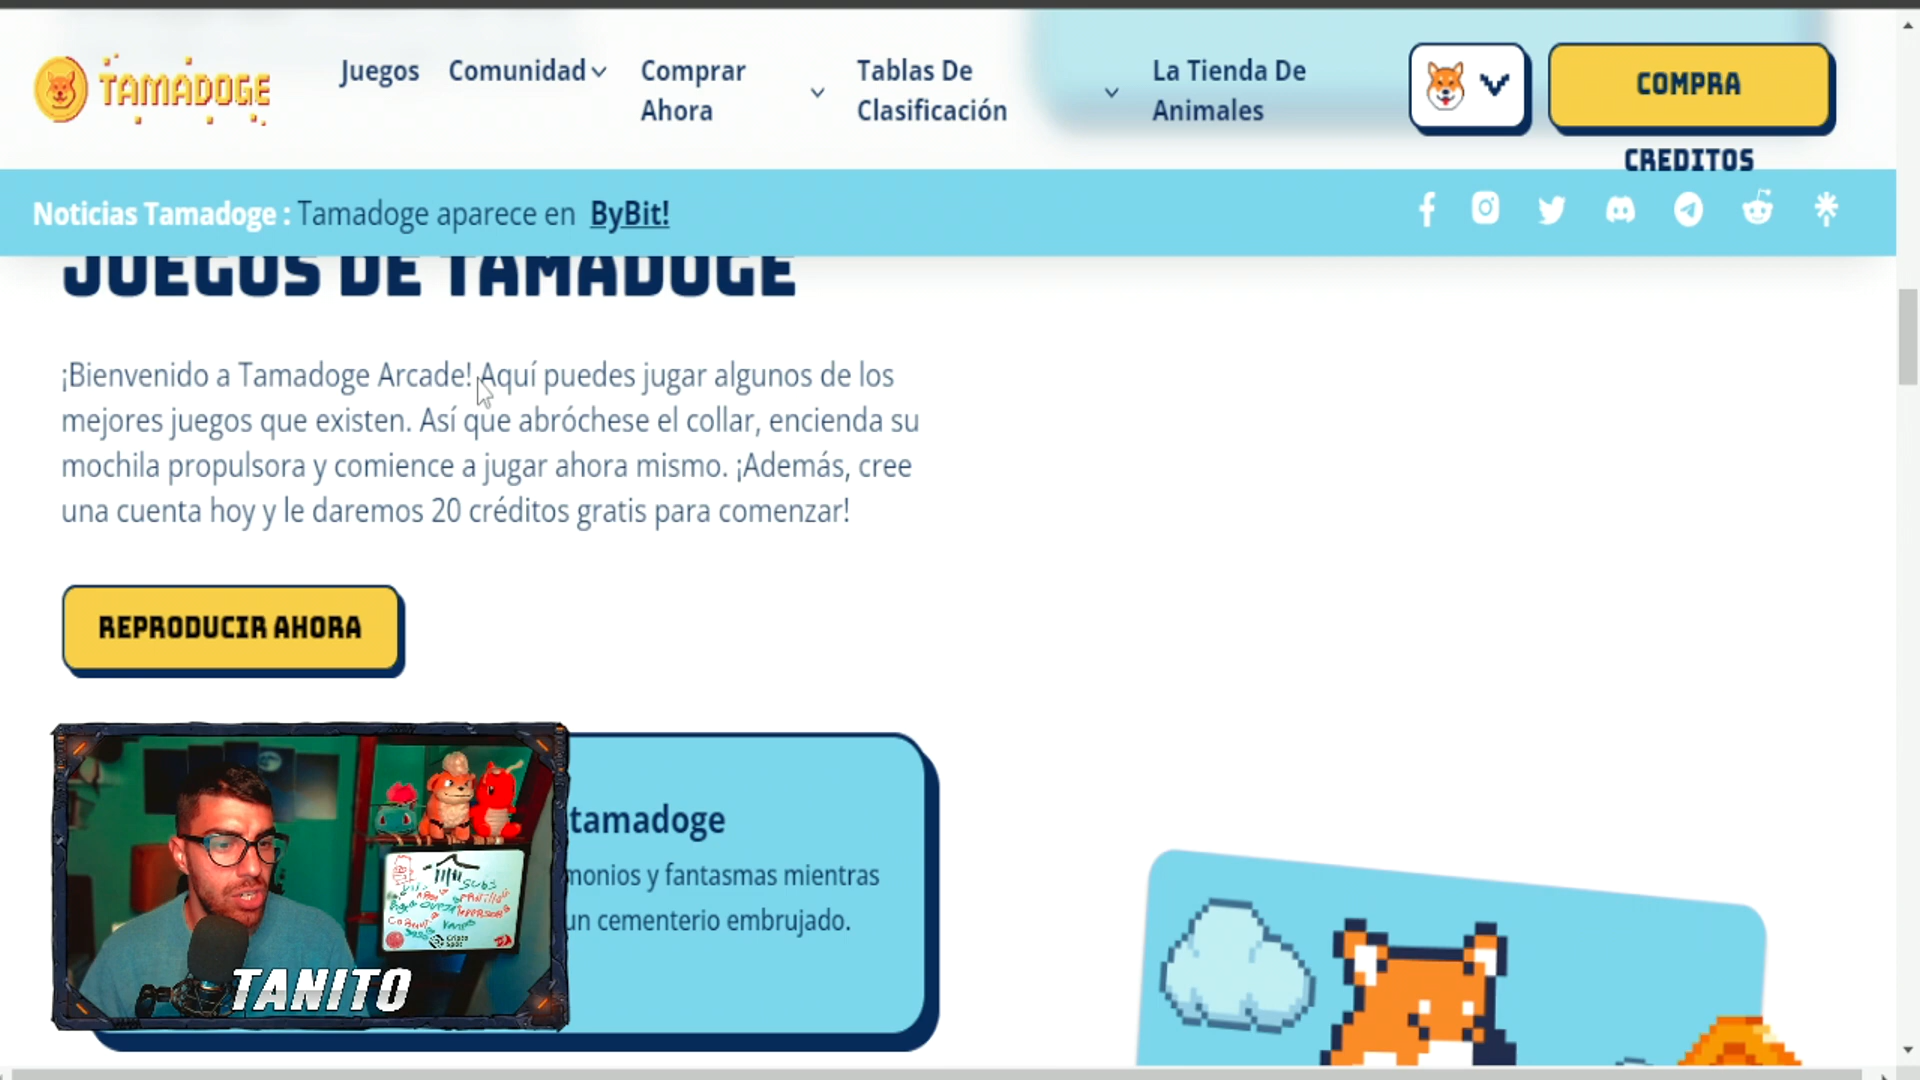 TAMADOGE
Juegos
Comunidad
Comprar
Ahora
Tablas De
Clasificación
La Tienda De
Animales
COMPRA
CREDITOS
Noticias Tamadoge : Tamadoge aparece en ByBit!
JUEGOS DE TAMADOGE
¡Bienvenido a Tamadoge Arcade! Aquí puedes jugar algunos de los
mejores juegos que existen. Así que abróchese el collar, encienda su
mochila propulsora y comience a jugar ahora mismo. ¡Además, cree
una cuenta hoy y le daremos 20 créditos gratis para comenzar!
REPRODUCIR AHORA
tamadoge
monios y fantasmas mientras
un cementerio embrujado.
SUBS
TANITO